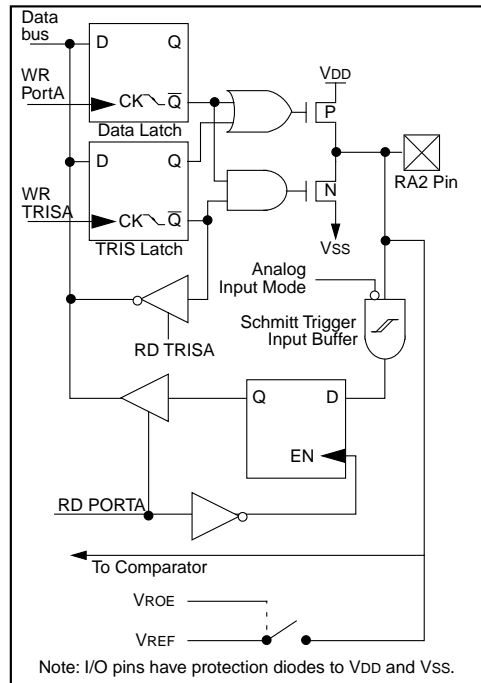 Data
bus
D
Q
VDD
WR
PortA
CK
Q
P
Data Latch
D
Q
RA2 Pin
N
WR
TRISA
CK
Q
VSS
TRIS Latch
Analog
Input Mode
Schmitt Trigger
Input Buffer
RD TRISA
Q
D
EN
RD PORTA
To Comparator
VROE
VREF
Note: I/O pins have protection diodes to VDD and VSS.